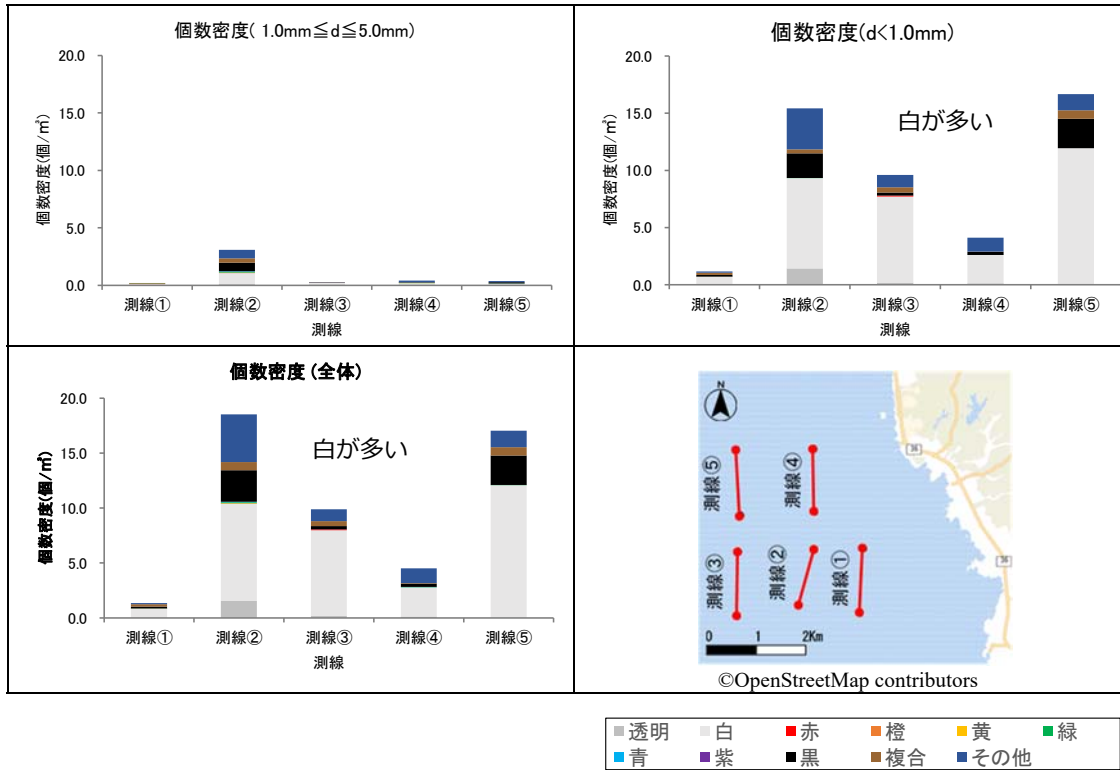 個数密度( 1.0mm≦d≦5.0mm)
個数密度(個/㎥)
20.0
15.0
10.0
5.0
0.0
測線① 測線② 測線③ 測線④ 測線⑤
測線
個数密度(d<1.0mm)
個数密度(個/㎥)
20.0
15.0
10.0
5.0
0.0
白が多い
測線① 測線② 測線③ 測線④ 測線⑤
測線
個数密度 (全体)
個数密度(個/㎥)
20.0
15.0
10.0
5.0
0.0
白が多い
測線① 測線② 測線③ 測線④ 測線⑤
測線
N
36
36
測線⑤
測線④
測線③
測線②
測線①
0 1 2Km
©OpenStreetMap contributors
透明 白 赤 橙 黄 緑
青 紫 黒 複合 その他